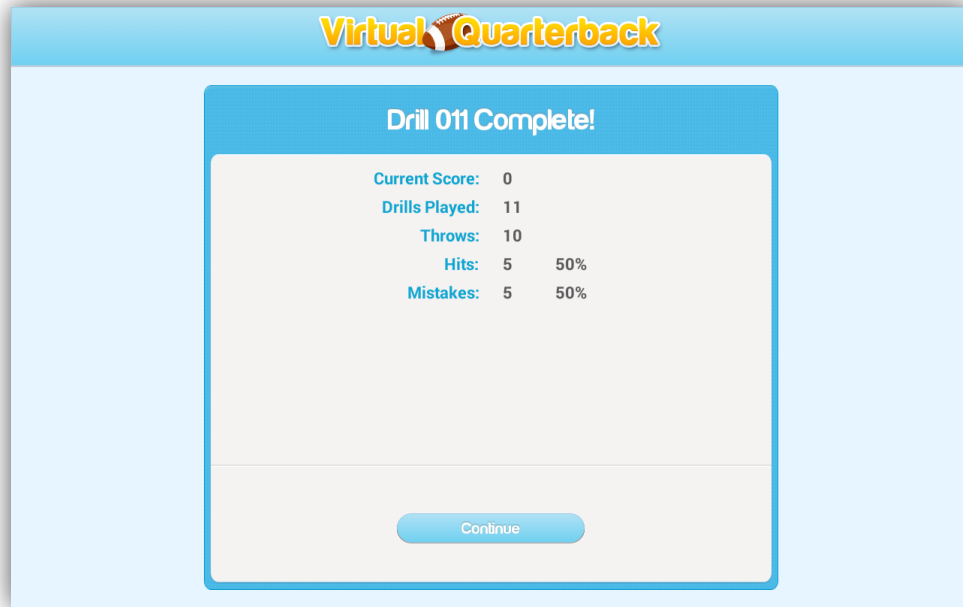 Virtual Quarterback
Drill 011 Complete!
Current Score: 0
Drills Played: 11
Throws: 10
Hits: 5 50%
Mistakes: 5 50%
Continue